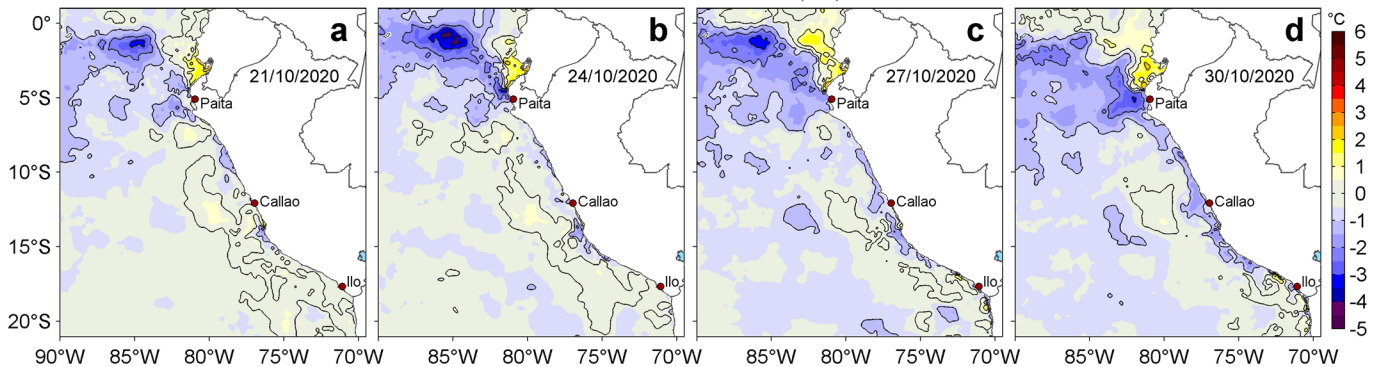 a
b
c
d
0°
5°S
10°S
15°S
20°S
21/10/2020
24/10/2020
27/10/2020
30/10/2020
Paita
Paita
Paita
Paita
Callao
Callao
Callao
Callao
Ilo
Ilo
Ilo
Ilo
90°W
85°W
80°W
75°W
70°W
85°W
80°W
75°W
70°W
85°W
80°W
75°W
70°W
85°W
80°W
75°W
70°W
°C
6
5
4
3
2
1
0
-1
-2
-3
-4
-5